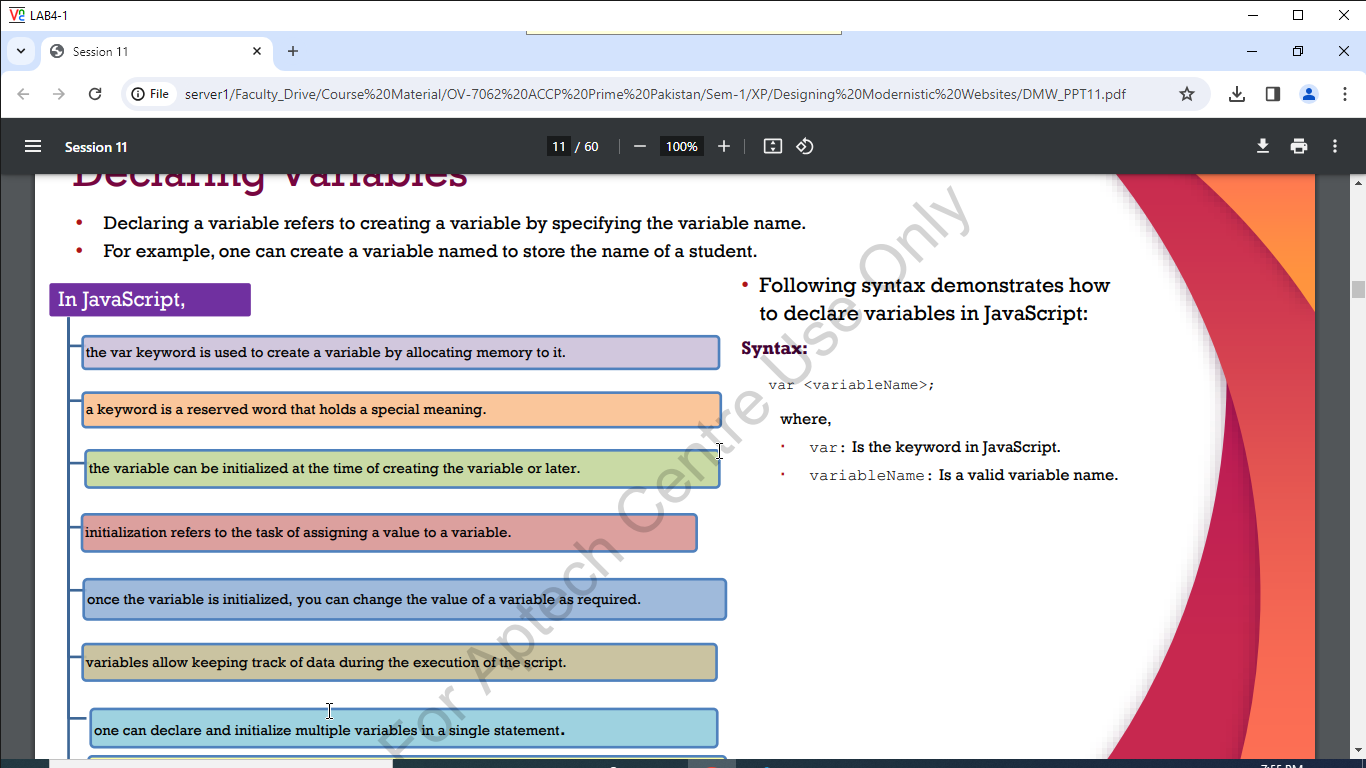 LAB4-1
Session 11
File server1/Faculty_Drive/Course%20Material/OV-7062%20ACCP%20Prime%20Pakistan/Sem-1/XP/Designing%20Modernistic%20Websites/DMW_PPT11.pdf
Session 11
11 / 60
100%
Declaring Variables
• Declaring a variable refers to creating a variable by specifying the variable name.
• For example, one can create a variable named to store the name of a student.
In JavaScript,
the var keyword is used to create a variable by allocating memory to it.
a keyword is a reserved word that holds a special meaning.
the variable can be initialized at the time of creating the variable or later.
initialization refers to the task of assigning a value to a variable.
once the variable is initialized, you can change the value of a variable as required.
variables allow keeping track of data during the execution of the script.
one can declare and initialize multiple variables in a single statement.
• Following syntax demonstrates how
to declare variables in JavaScript:
Syntax:
var <variableName>;
where,
• var: Is the keyword in JavaScript.
• variableName: Is a valid variable name.
For Aptech Centre Use Only